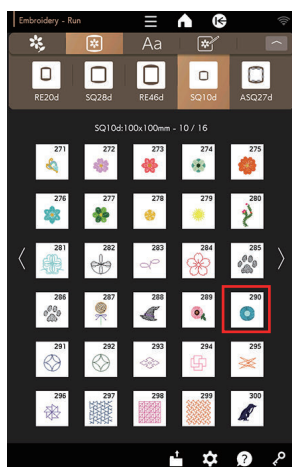 Embroidery - Run
Aa
RE20d SQ28d RE46d SQ10d ASQ27d
SQ10d:100x100mm - 10 / 16
271 272 273 274 275
276 277 278 279 280
281 282 283 284 285
286 287 288 289 290
291 292 293 294 295
296 297 298 299 300
?